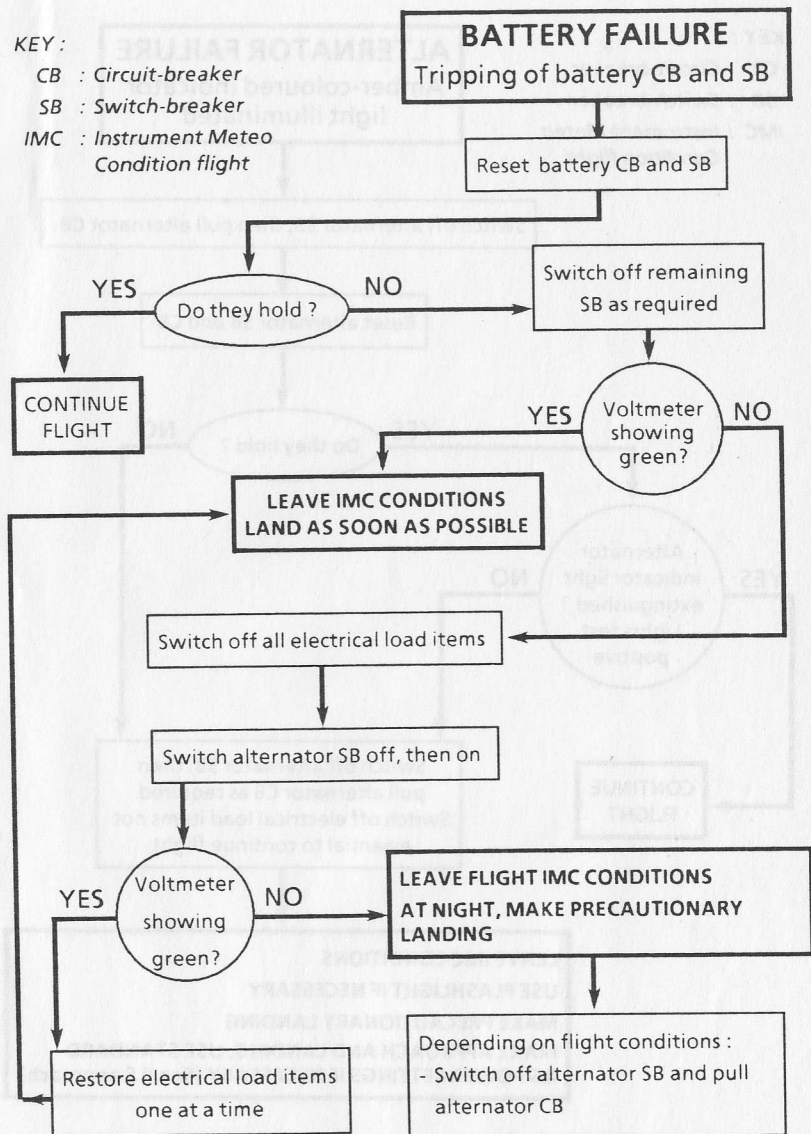 KEY :
CB : Circuit-breaker
SB : Switch-breaker
IMC : Instrument Meteo
Condition flight
BATTERY FAILURE
Tripping of battery CB and SB
Reset battery CB and SB
YES
Do they hold ?
NO
Switch off remaining
SB as required
CONTINUE
FLIGHT
YES
Voltmeter
showing
green?
NO
LEAVE IMC CONDITIONS
LAND AS SOON AS POSSIBLE
Switch off all electrical load items
Switch alternator SB off, then on
YES
Voltmeter
showing
green?
NO
LEAVE FLIGHT IMC CONDITIONS
AT NIGHT, MAKE PRECAUTIONARY
LANDING
Restore electrical load items
one at a time
Depending on flight conditions :
- Switch off alternator SB and pull
alternator CB